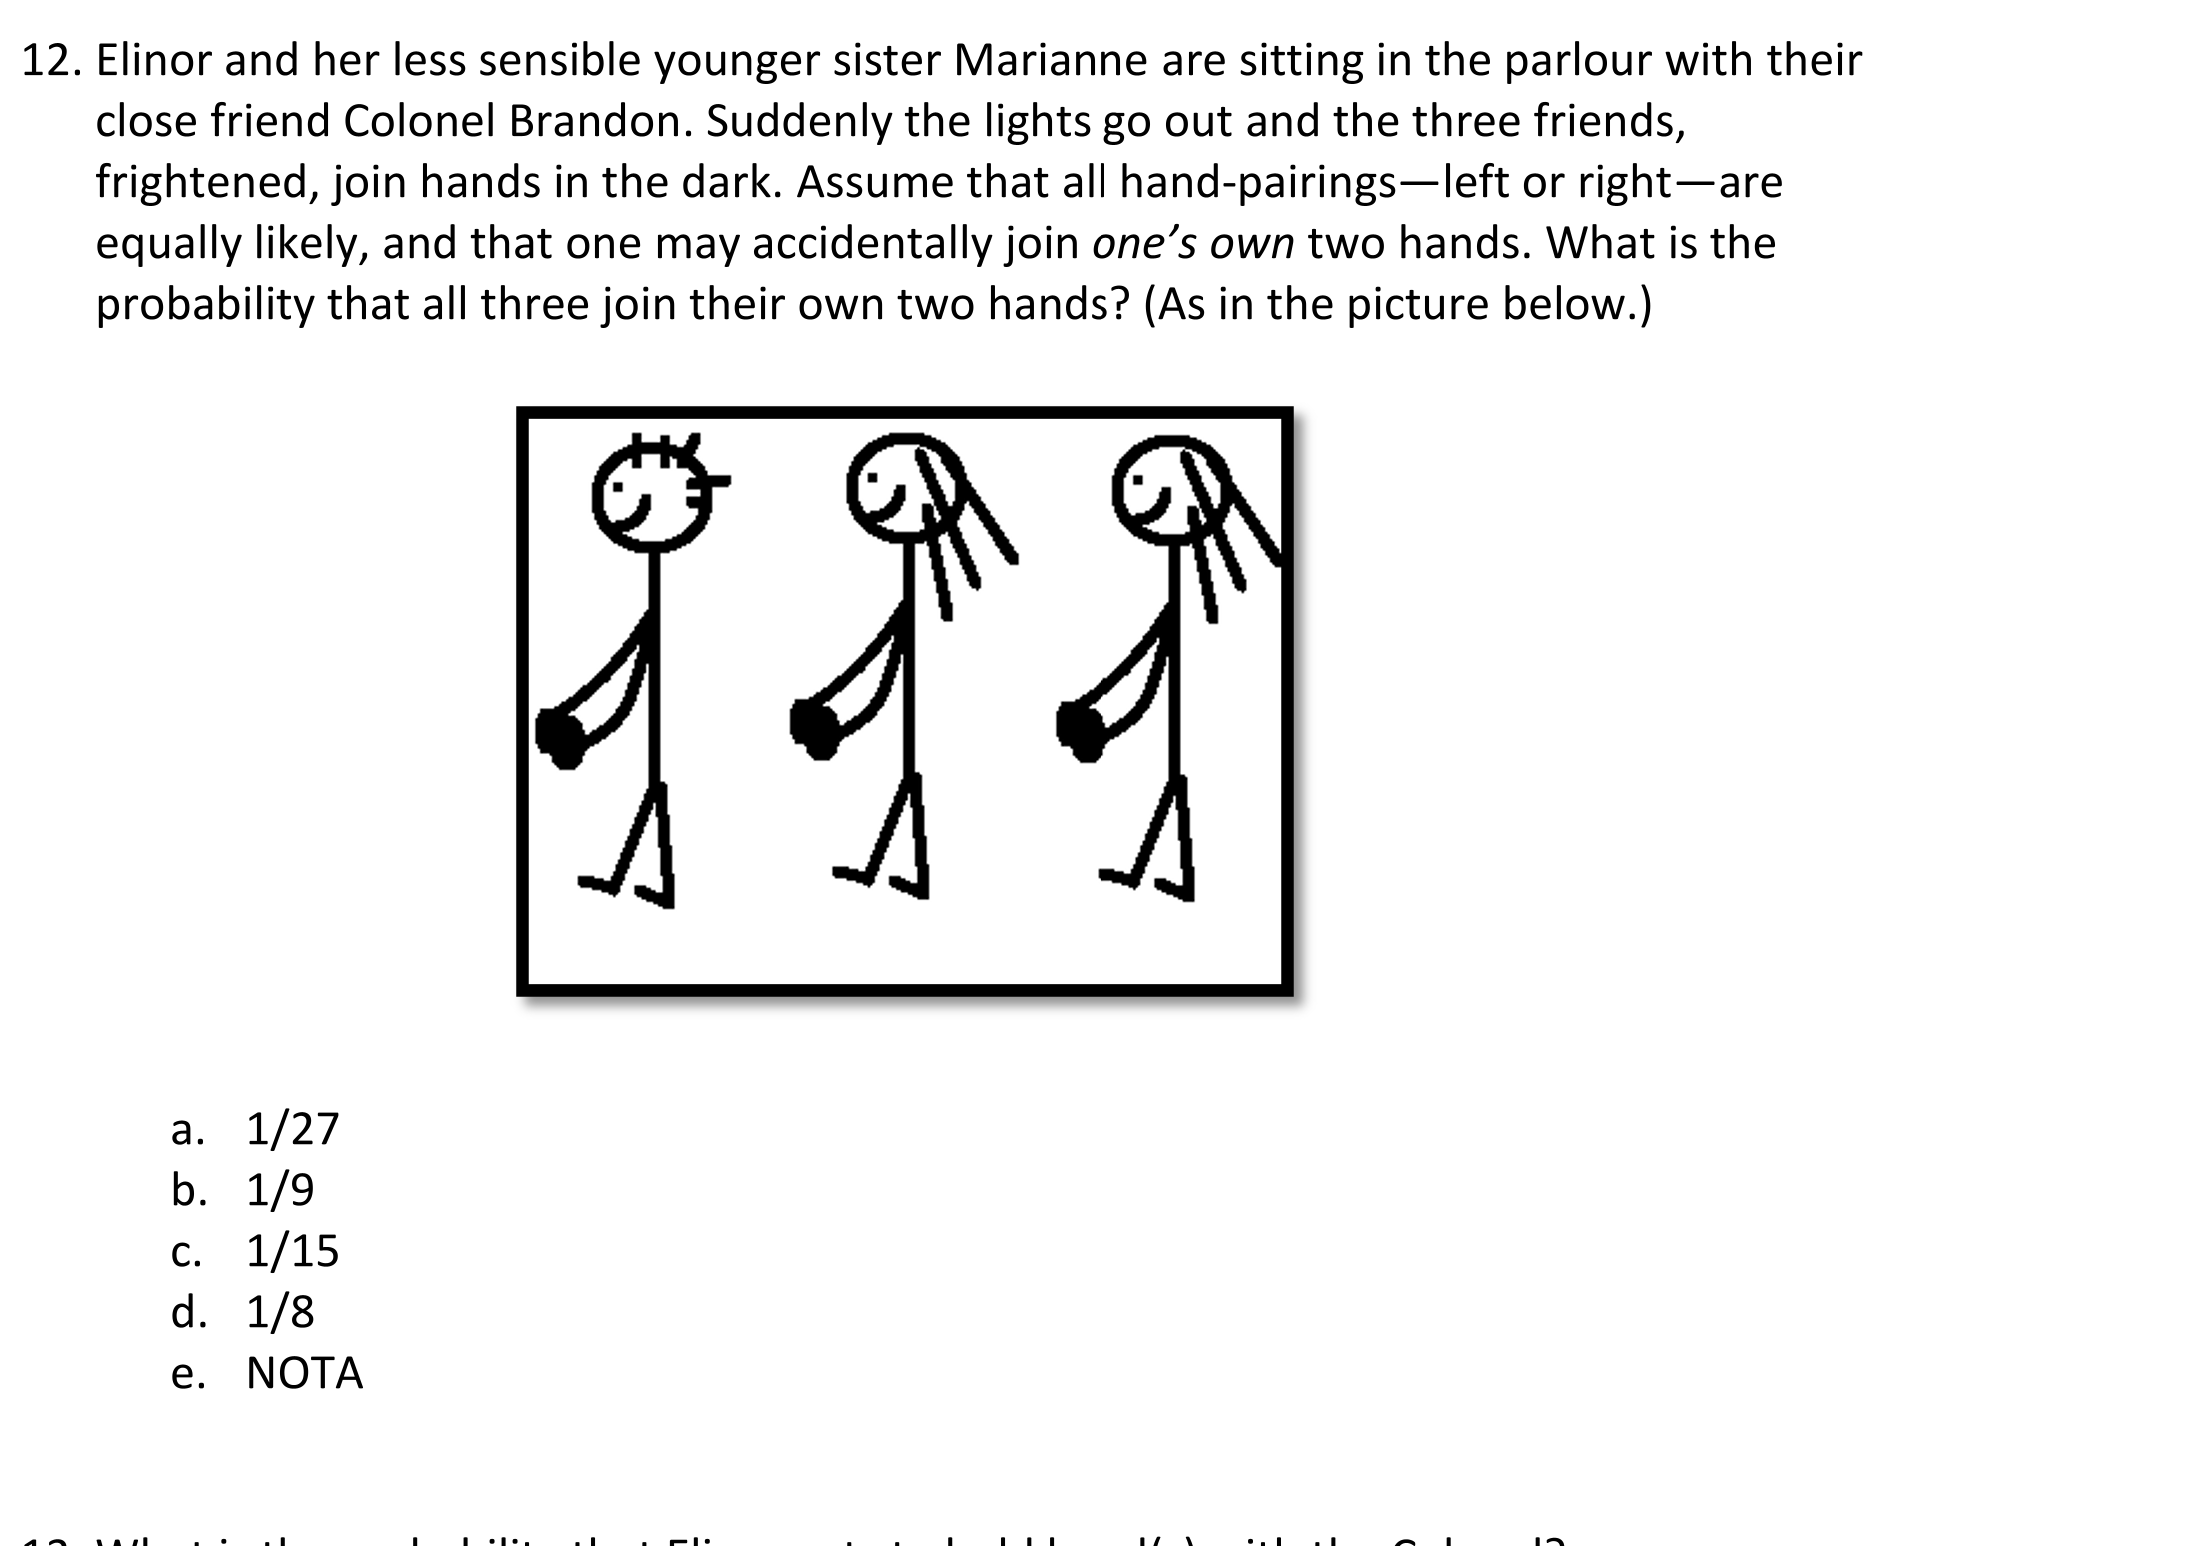 12. Elinor and her less sensible younger sister Marianne are sitting in the parlour with their
close friend Colonel Brandon. Suddenly the lights go out and the three friends,
frightened, join hands in the dark. Assume that all hand-pairings—left or right—are
equally likely, and that one may accidentally join one’s own two hands. What is the
probability that all three join their own two hands? (As in the picture below.)
a. 1/27
b. 1/9
c. 1/15
d. 1/8
e. NOTA